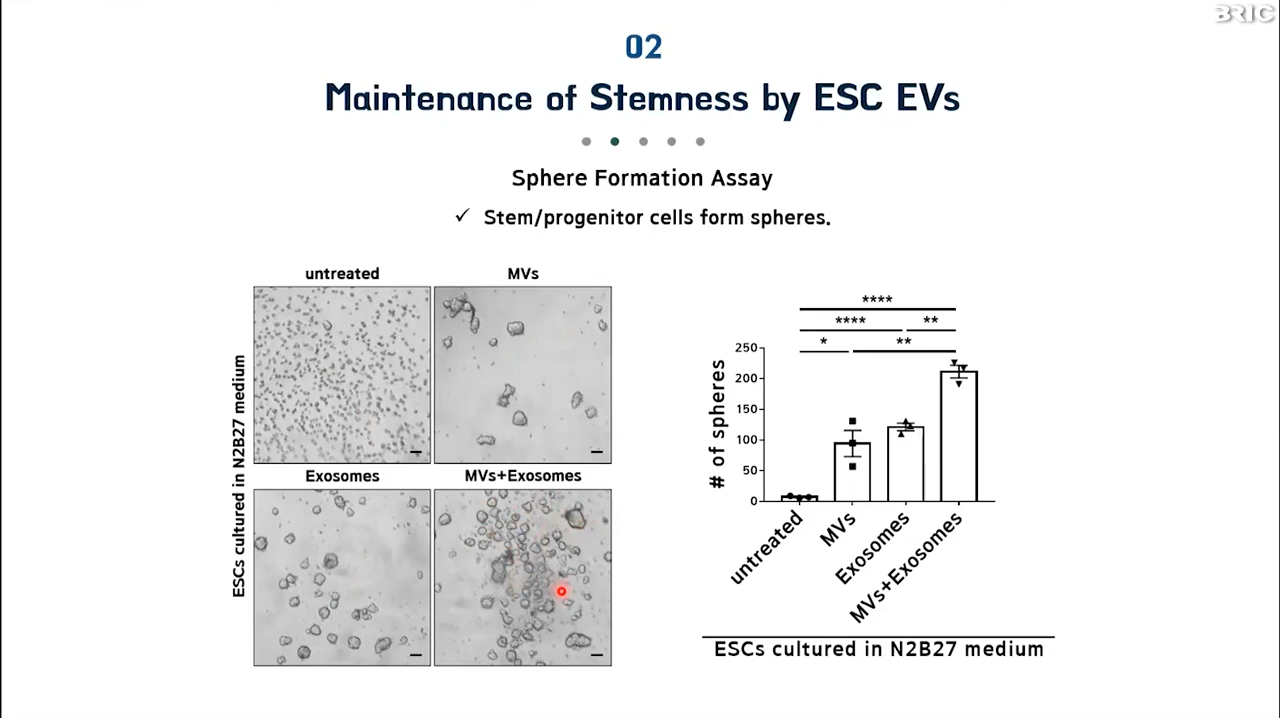 BRIC
02
Maintenance of Stemness by ESC EVs
Sphere Formation Assay
✓ Stem/progenitor cells form spheres.
untreated
MVs
Exosomes
MVs+Exosomes
ESCs cultured in N2B27 medium
****
**** **
* **
# of spheres
250
200
150
100
50
0
untreated
MVs
Exosomes
MVs+Exosomes
ESCs cultured in N2B27 medium